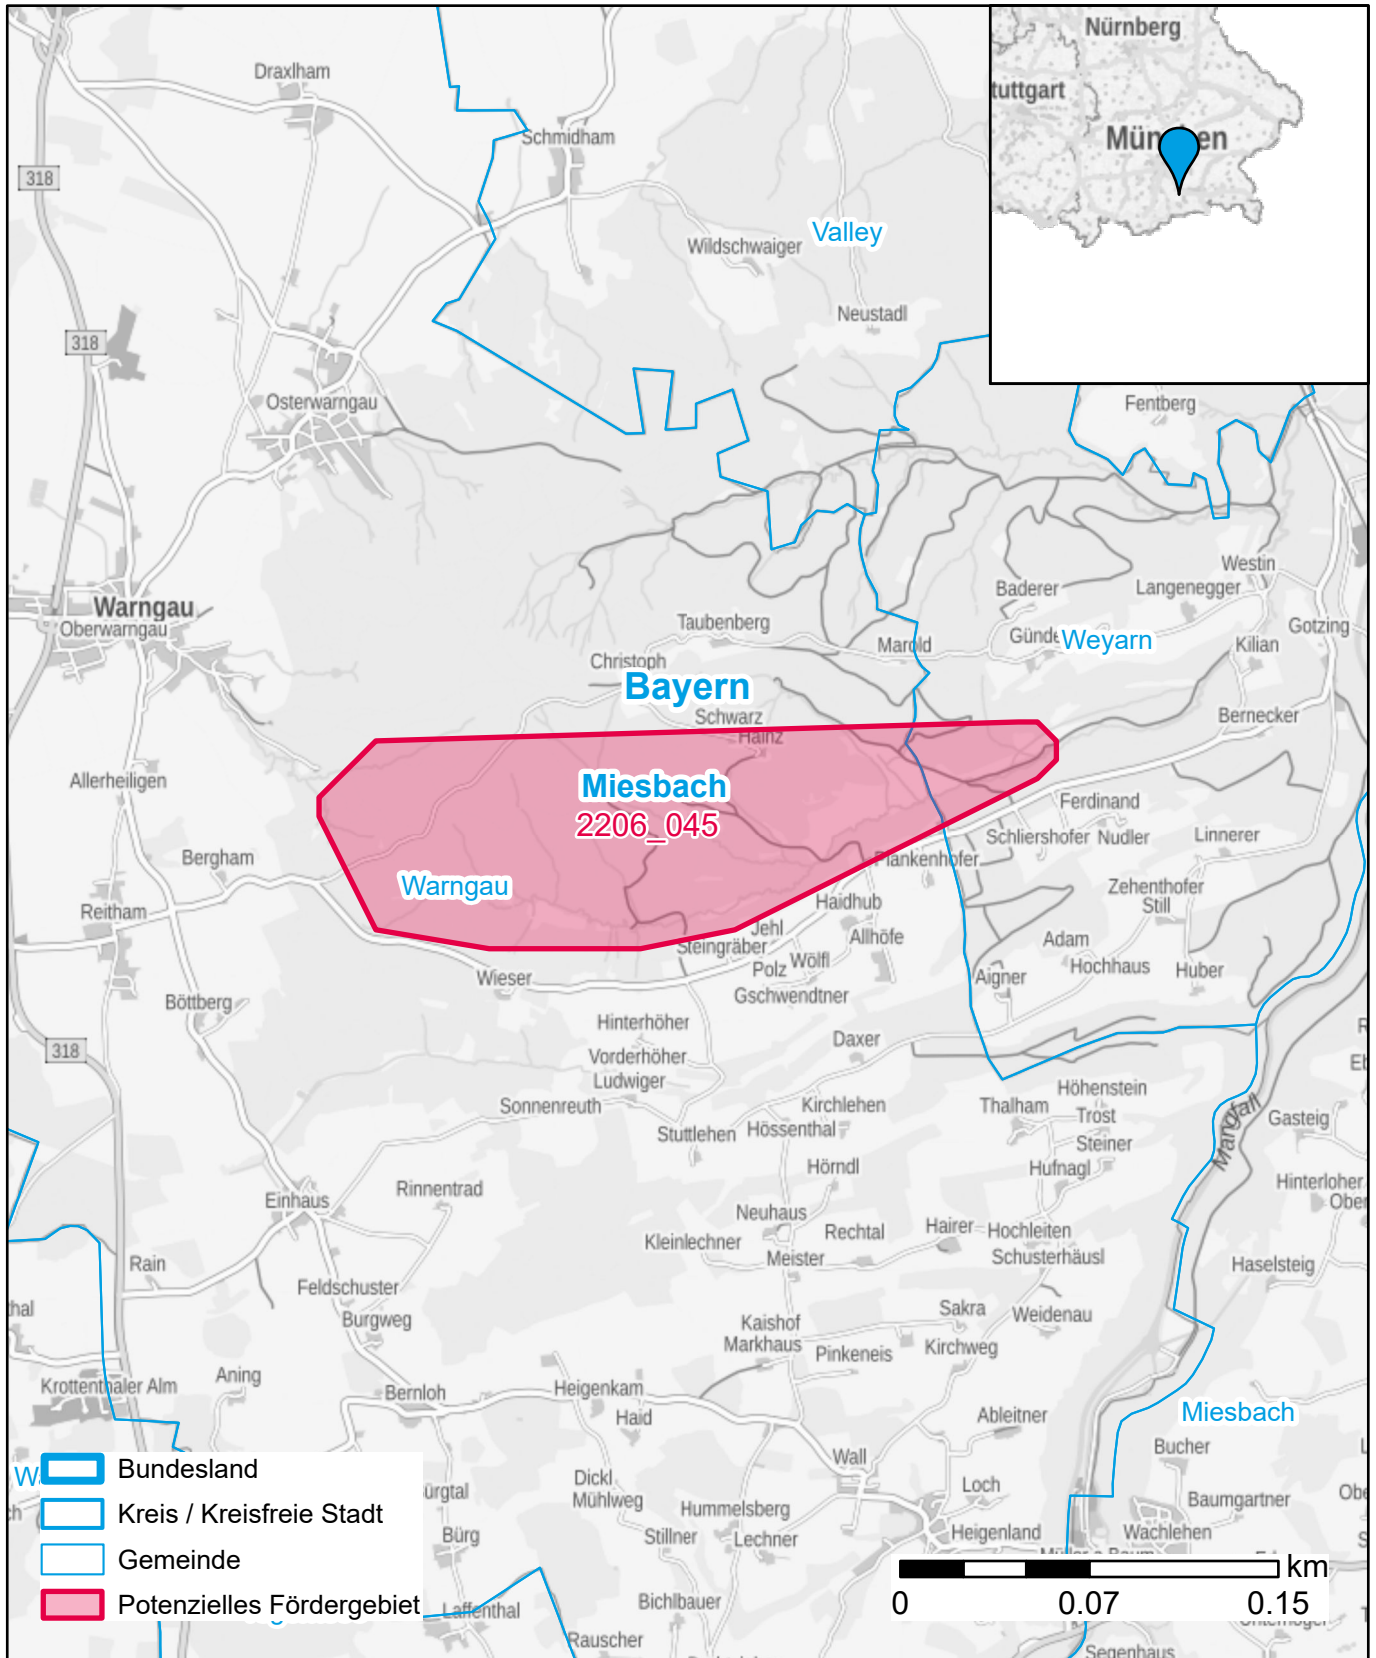 Nürnberg
tuttgart
Draxlham
Schmidham
318
Valley
Wildschwaiger
Neustadl
318
Osterwarngau
Fentberg
Westin
Baderer
Langenegger
Warngau
Oberwarngau
Taubenberg
Marold
Weyarn
Gotzing
Kilian
Christoph
Bayern
Schwarz
Hainz
Bernecker
Allerheiligen
Miesbach
2206_045
Ferdinand
Schliershofer Nudler
Linnerer
Bergham
Plankenhofer
Warngau
Zehenthofer
Still
Reitham
Haidhub
Jehl
Allhöfe
Steingräber
Adam
Wölfl
Polz
Hochhaus
Huber
Wieser
Aigner
Gschwendtner
Böttberg
Hinterhöher
Daxer
318
Vorderhöher
Ludwiger
Höhenstein
Sonnenreuth
Kirchlehen
Thalham
Trost
Mangfall
Gasteig
Stuttlehen
Hössenthal
Steiner
Hörndl
Hufnagl
Hinterloher
Rinnentrad
Einhaus
Neuhaus
Rechtal
Hairer
Hochleiten
Kleinlechner
Meister
Schusterhäusl
Haselsteig
Rain
Feldschuster
Burgweg
Sakra
Weidenau
Kaishof
Markhaus
Pinkeneis
Kirchweg
Krottenthaler Alm
Aning
Bernloh
Heigenkam
Haid
Ableitner
Miesbach
Bucher
Wall
Bundesland
Dickl
Mühlweg
Loch
Baumgartner
Kreis / Kreisfreie Stadt
Hummelsberg
Stillner
Lechner
Heigenland
Wachlehen
Bürg
Gemeinde
km
Potenzielles Fördergebiet
Laffenthal
Bichlbauer
0
0.07
0.15
Rauscher
Segenhaus